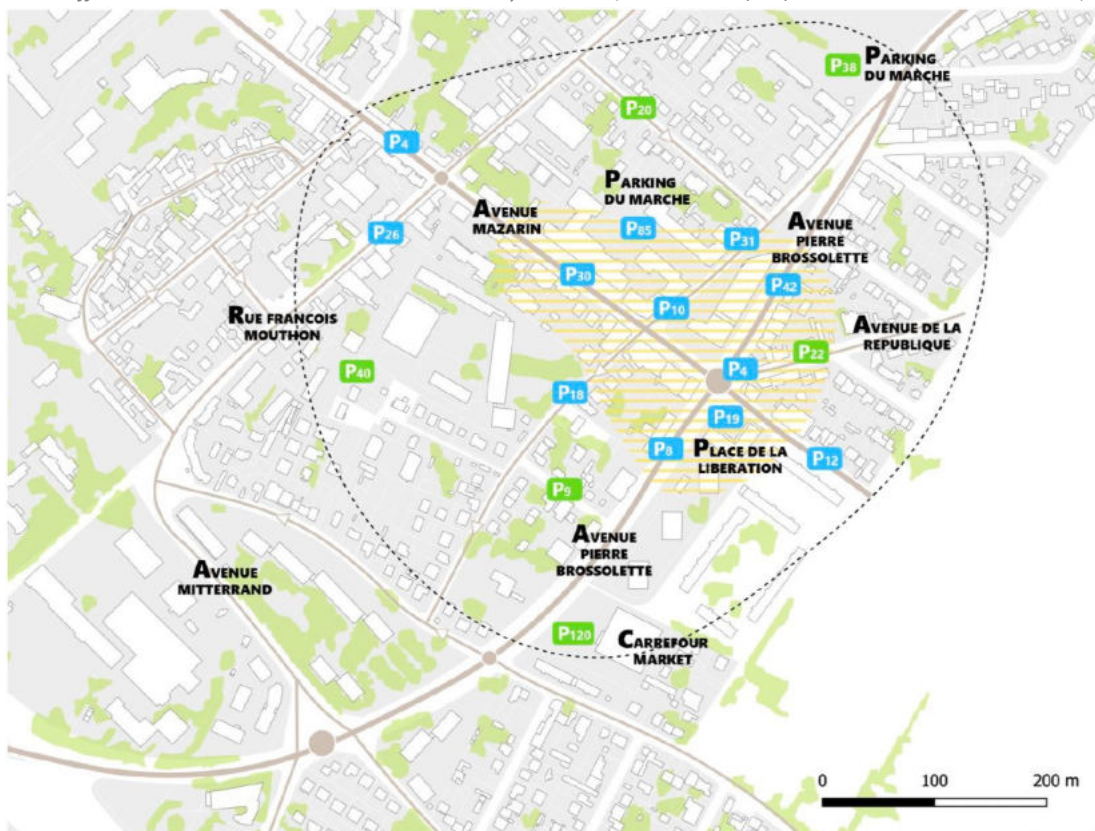 P38 PARKING
DU MARCHE
P20
P4
PARKING
DU MARCHE
AVENUE
MAZARIN
P85
P31
AVENUE
PIERRE
BROSSOLETTE
P26
P30
P42
P10
RUE FRANCOIS
MOUTHON
AVENUE DE LA
REPUBLIQUE
P22
P40
P4
P18
P19
P8
PLACE DE LA
LIBERATION
P12
P9
AVENUE
PIERRE
BROSSOLETTE
AVENUE
MITTERRAND
P120
CARREFOUR
MARKET
0 100 200 m